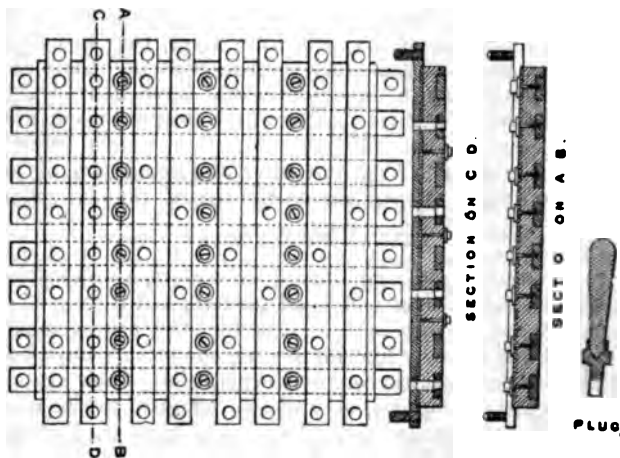 C A
SECTION ON C D.
SECT O ON A B.
PLUG
D B